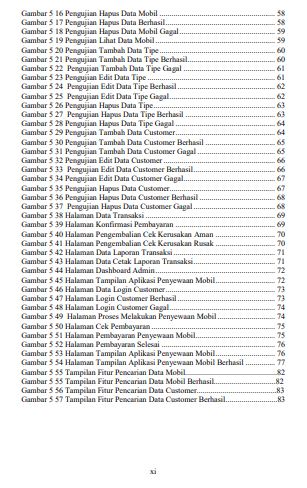 Gambar 5 16 Pengujian Hapus Data Mobil ........ 58
Gambar 5 17 Pengujian Hapus Data Berhasil ........ 58
Gambar 5 18 Pengujian Hapus Data Mobil Gagal ........ 59
Gambar 5 19 Pengujian Lihat Data Mobil ........ 59
Gambar 5 20 Pengujian Tambah Data Tipe ........ 60
Gambar 5 21 Pengujian Tambah Data Tipe Berhasil ........ 60
Gambar 5 22 Pengujian Tambah Data Tipe Gagal ........ 61
Gambar 5 23 Pengujian Edit Data Tipe ........ 61
Gambar 5 24 Pengujian Edit Data Tipe Berhasil ........ 62
Gambar 5 25 Pengujian Edit Data Tipe Gagal ........ 62
Gambar 5 26 Pengujian Hapus Data Tipe ........ 63
Gambar 5 27 Pengujian Hapus Data Tipe Berhasil ........ 63
Gambar 5 28 Pengujian Hapus Data Tipe Gagal ........ 64
Gambar 5 29 Pengujian Tambah Data Customer ........ 64
Gambar 5 30 Pengujian Tambah Data Customer Berhasil ........ 65
Gambar 5 31 Pengujian Tambah Data Customer Gagal ........ 65
Gambar 5 32 Pengujian Edit Data Customer ........ 66
Gambar 5 33 Pengujian Edit Data Customer Berhasil ........ 66
Gambar 5 34 Pengujian Edit Data Customer Gagal ........ 67
Gambar 5 35 Pengujian Hapus Data Customer ........ 67
Gambar 5 36 Pengujian Hapus Data Customer Berhasil ........ 68
Gambar 5 37 Pengujian Hapus Data Customer Gagal ........ 68
Gambar 5 38 Halaman Data Transaksi ........ 69
Gambar 5 39 Halaman Konfirmasi Pembayaran ........ 69
Gambar 5 40 Halaman Pengembalian Cek Kerusakan Aman ........ 70
Gambar 5 41 Halaman Pengembalian Cek Kerusakan Rusak ........ 70
Gambar 5 42 Halaman Data Laporan Transaksi ........ 71
Gambar 5 43 Halaman Data Cetak Laporan Transaksi ........ 71
Gambar 5 44 Halaman Dashboard Admin ........ 72
Gambar 5 45 Halaman Tampilan Aplikasi Penyewaan Mobil ........ 72
Gambar 5 46 Halaman Data Login Customer ........ 73
Gambar 5 47 Halaman Login Customer Berhasil ........ 73
Gambar 5 48 Halaman Login Customer Gagal ........ 74
Gambar 5 49 Halaman Proses Melakukan Penyewaan Mobil ........ 74
Gambar 5 50 Halaman Cek Pembayaran ........ 75
Gambar 5 51 Halaman Pembayaran Penyewaan Mobil ........ 75
Gambar 5 52 Halaman Pembayaran Selesai ........ 76
Gambar 5 53 Halaman Tampilan Aplikasi Penyewaan Mobil ........ 76
Gambar 5 54 Halaman Tampilan Aplikasi Penyewaan Mobil Berhasil ........ 77
Gambar 5 55 Tampilan Fitur Pencarian Data Mobil ........ 82
Gambar 5 56 Tampilan Fitur Pencarian Data Mobil Berhasil ........ 82
Gambar 5 56 Tampilan Fitur Pencarian Data Customer ........ 83
Gambar 5 57 Tampilan Fitur Pencarian Data Customer Berhasil ........ 83
xi